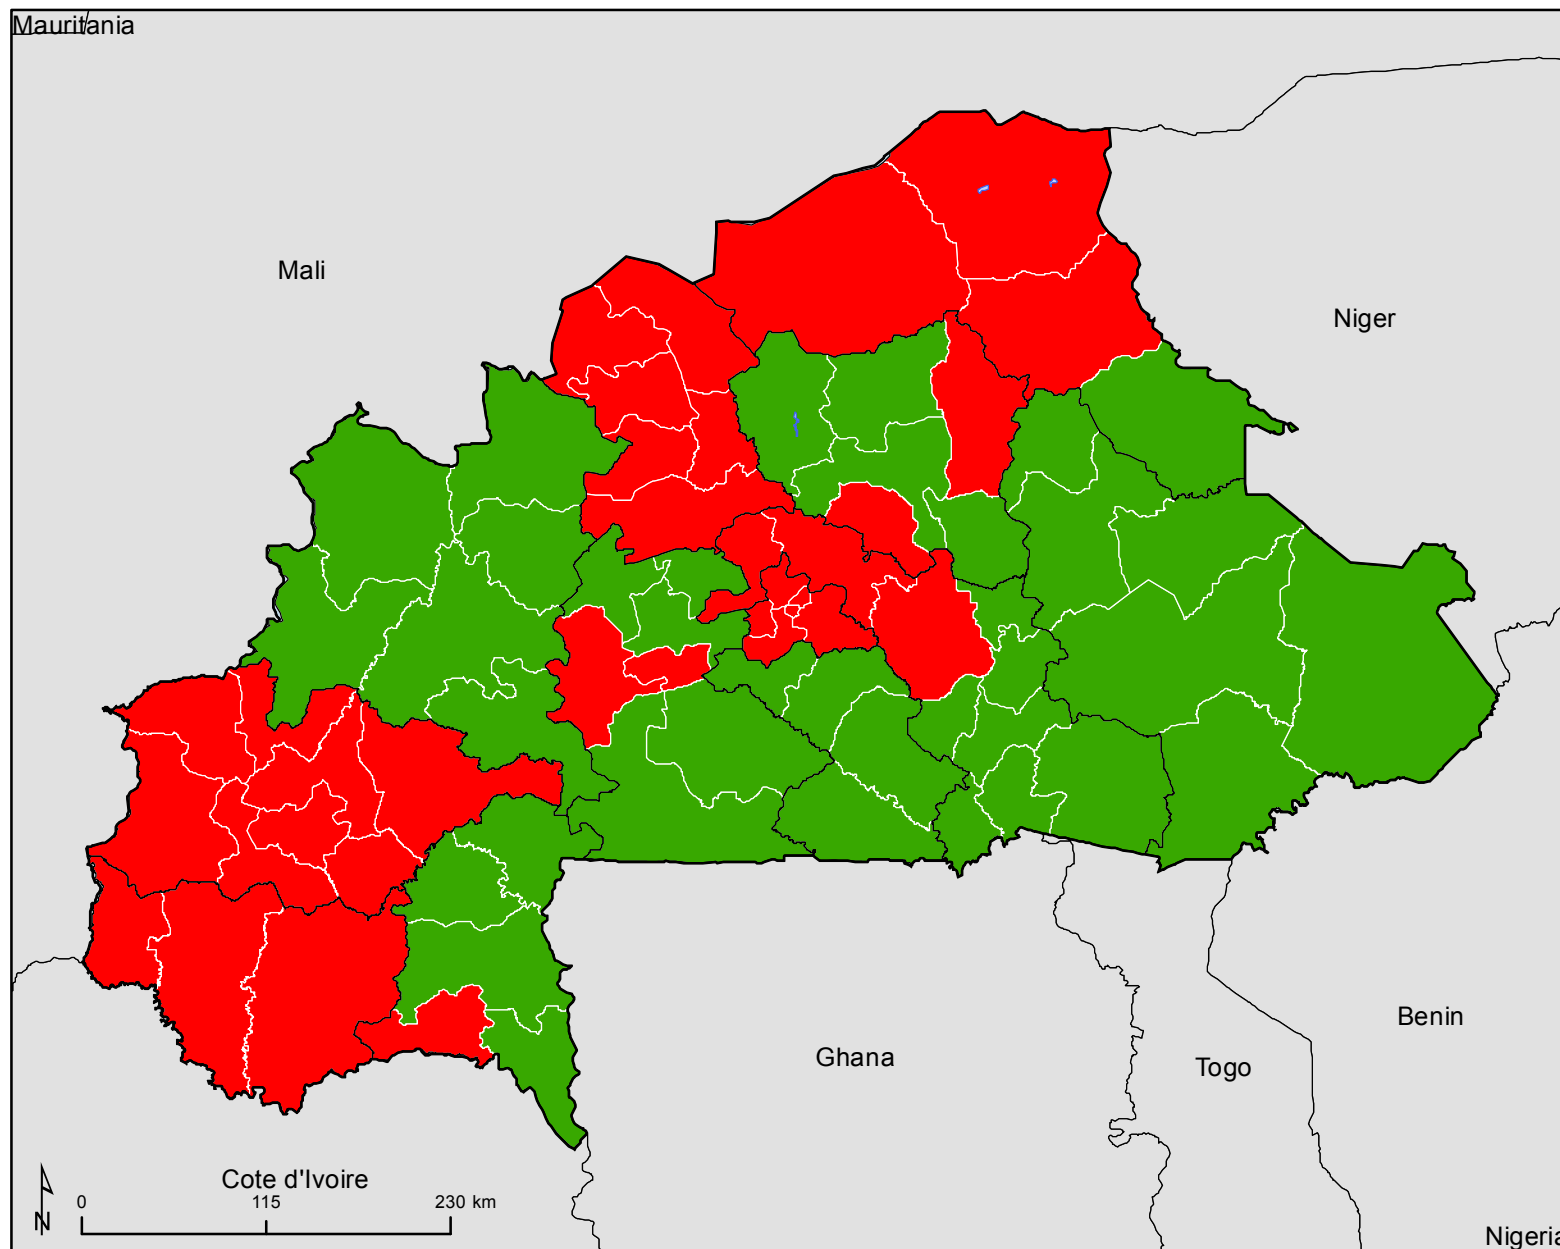 Mauritania
Mali
Niger
Benin
Ghana
Togo
Cote d'Ivoire
0 115 230 km
N
Nigeria